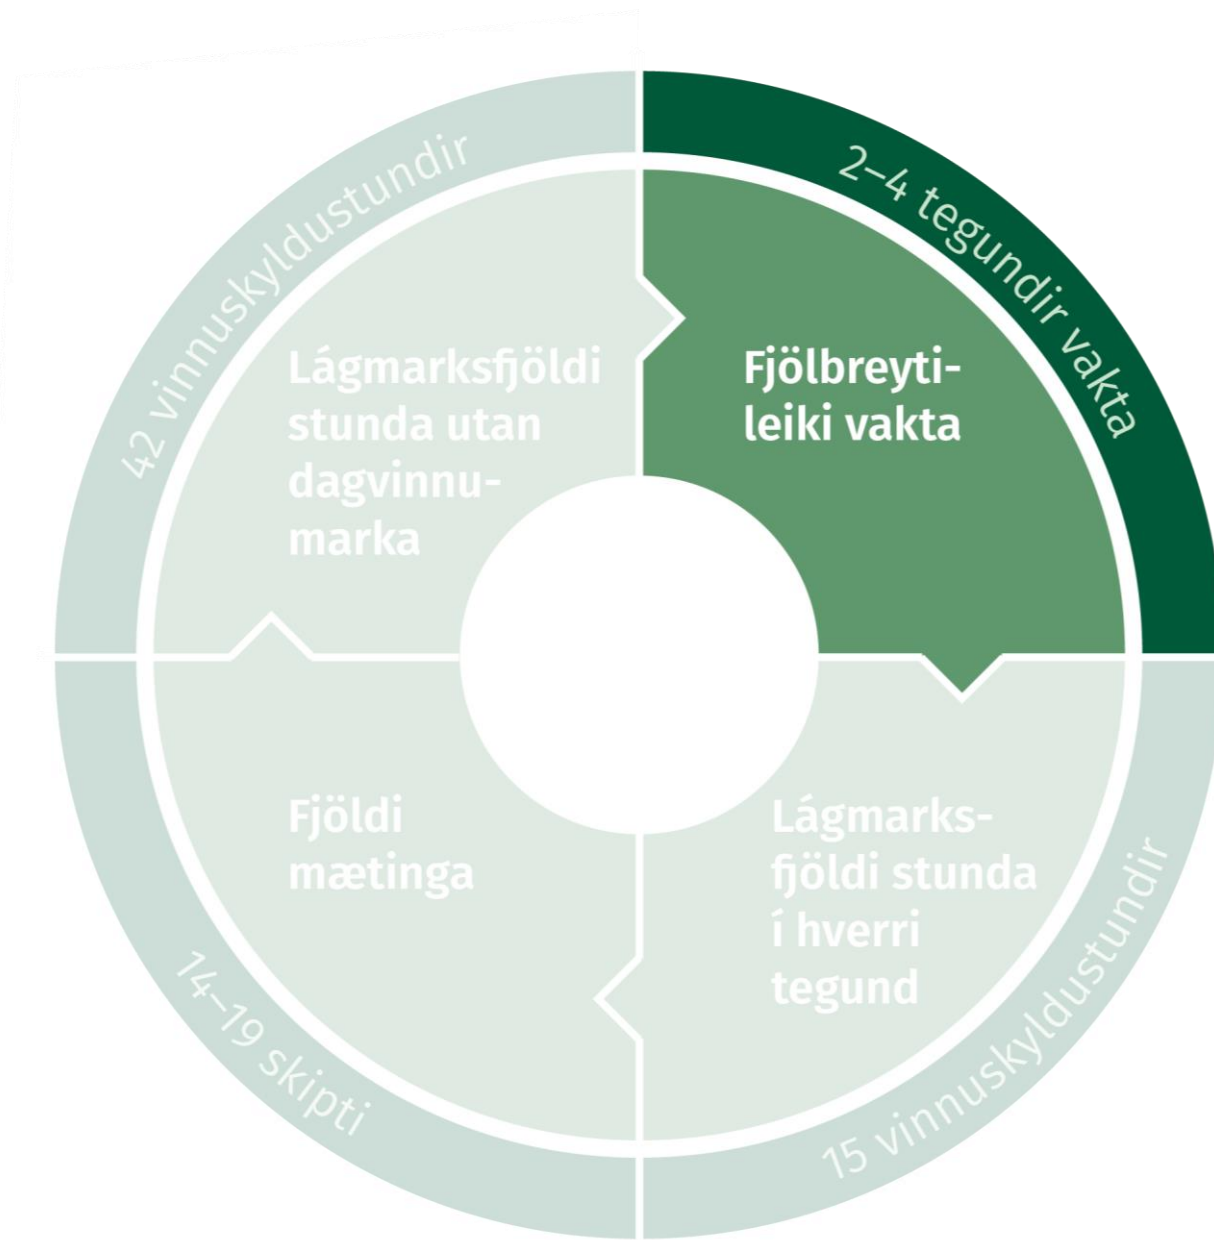 42 vinnuskyldustundir
2–4 tegundir vakta
Lágmarksfjöldi
stunda utan
dagvinnu-
marka
Fjölbreyti-
leiki vakta
Fjöldi
mætinga
Lágmarks-
fjöldi stunda
í hverri
tegund
14–19 skipti
15 vinnuskyldustundir